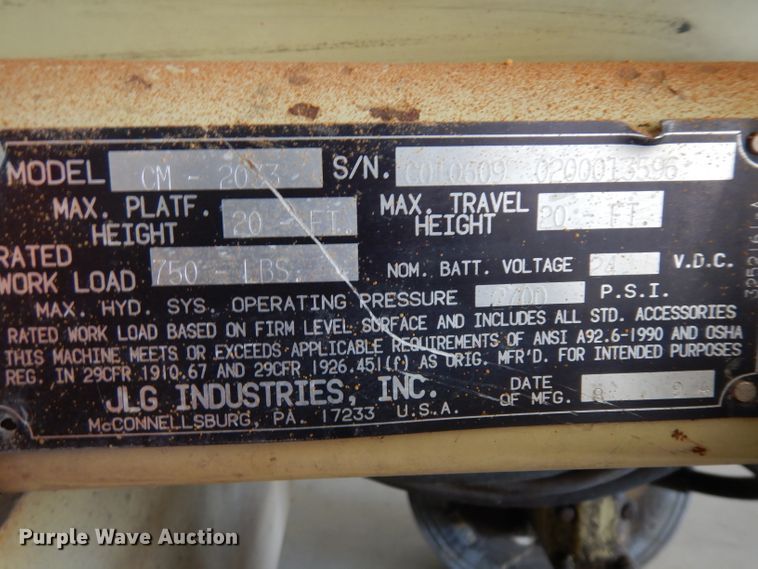 MODEL CM - 2033 S/N. 0200013596
MAX. PLATF. HEIGHT 20 - FT. MAX. TRAVEL HEIGHT 20 - FT.
RATED WORK LOAD 750 - LBS. NOM. BATT. VOLTAGE 24 V.D.C.
MAX. HYD. SYS. OPERATING PRESSURE P.S.I.
RATED WORK LOAD BASED ON FIRM LEVEL SURFACE AND INCLUDES ALL STD. ACCESSORIES
THIS MACHINE MEETS OR EXCEEDS APPLICABLE REQUIREMENTS OF ANSI A92.6-1990 AND OSHA
REG. IN 29CFR 1910.67 AND 29CFR 1926.451(f) AS ORIG. MFR'D. FOR INTENDED PURPOSES
JLG INDUSTRIES, INC. DATE OF MFG. 8
McCONNELLSBURG, PA. 17233 U.S.A.
Purple Wave Auction
Purple Wave Auction